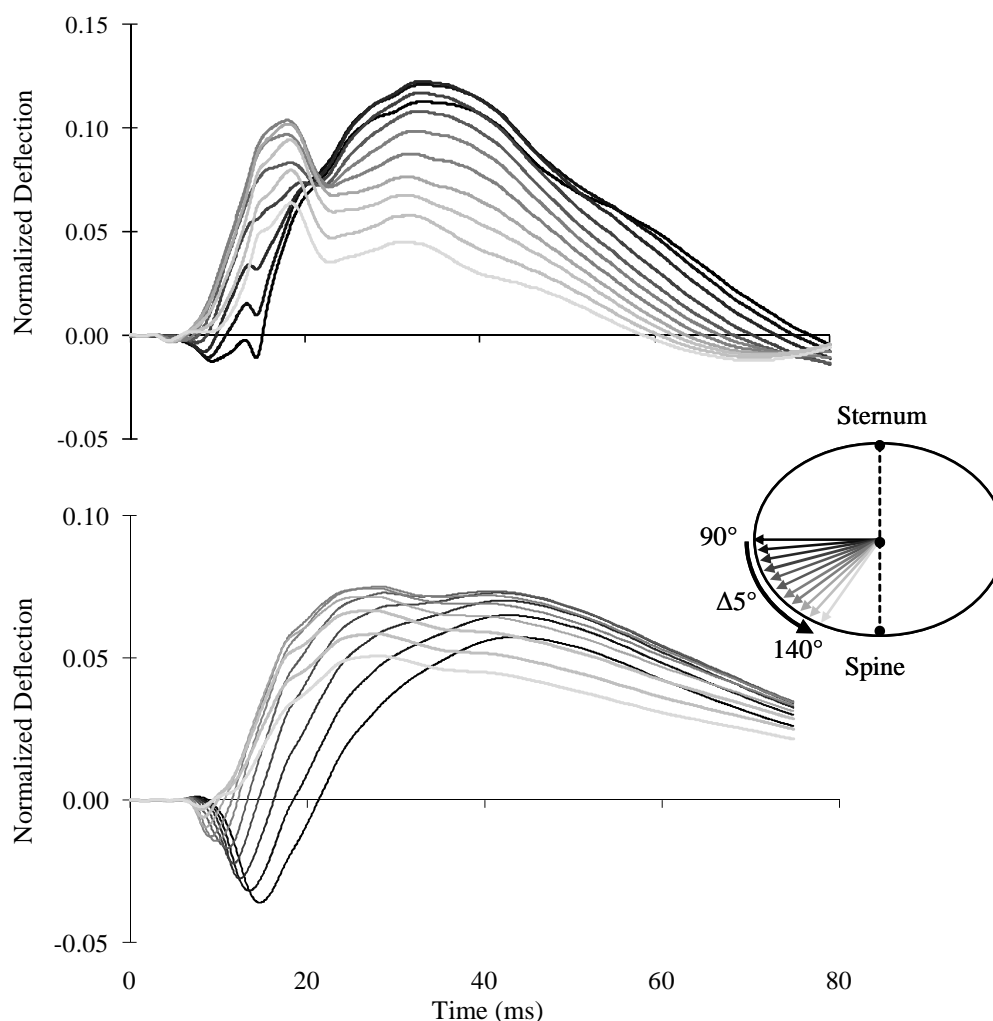 0.15
0.10
0.05
0.00
-0.05
Normalized Deflection
Sternum
90°
Δ5°
140°
Spine
0.10
0.05
0.00
-0.05
Normalized Deflection
0 20 40 60 80
Time (ms)